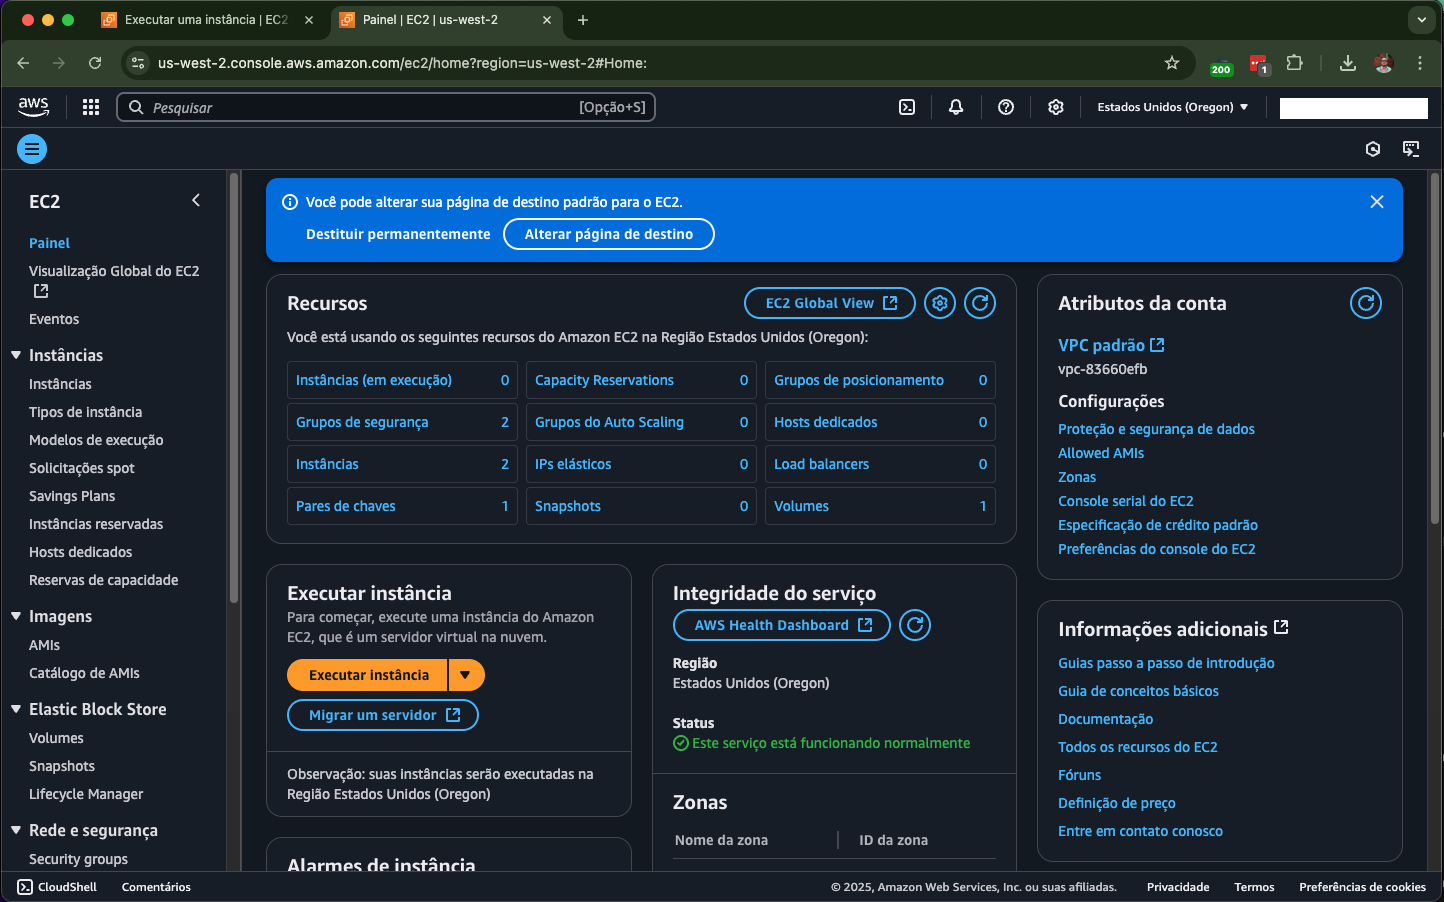 Executar uma instância | EC2
Painel | EC2 | us-west-2
us-west-2.console.aws.amazon.com/ec2/home?region=us-west-2#Home:
200
1
aws
Pesquisar
[Opção+S]
Estados Unidos (Oregon)
EC2
Painel
Visualização Global do EC2
Eventos
Instâncias
Instâncias
Tipos de instância
Modelos de execução
Solicitações spot
Savings Plans
Instâncias reservadas
Hosts dedicados
Reservas de capacidade
Imagens
AMIs
Catálogo de AMIs
Elastic Block Store
Volumes
Snapshots
Lifecycle Manager
Rede e segurança
Security groups
Você pode alterar sua página de destino padrão para o EC2.
Destituir permanentemente
Alterar página de destino
Recursos
EC2 Global View
Você está usando os seguintes recursos do Amazon EC2 na Região Estados Unidos (Oregon):
Instâncias (em execução) 0
Capacity Reservations 0
Grupos de posicionamento 0
Grupos de segurança 2
Grupos do Auto Scaling 0
Hosts dedicados 0
Instâncias 2
IPs elásticos 0
Load balancers 0
Pares de chaves 1
Snapshots 0
Volumes 1
Executar instância
Para começar, execute uma instância do Amazon
EC2, que é um servidor virtual na nuvem.
Executar instância
Migrar um servidor
Observação: suas instâncias serão executadas na
Região Estados Unidos (Oregon)
Alarmes de instância
Integridade do serviço
AWS Health Dashboard
Região
Estados Unidos (Oregon)
Status
Este serviço está funcionando normalmente
Zonas
Nome da zona
ID da zona
Atributos da conta
VPC padrão
vpc-83660efb
Configurações
Proteção e segurança de dados
Allowed AMIs
Zonas
Console serial do EC2
Especificação de crédito padrão
Preferências do console do EC2
Informações adicionais
Guias passo a passo de introdução
Guia de conceitos básicos
Documentação
Todos os recursos do EC2
Fóruns
Definição de preço
Entre em contato conosco
CloudShell
Comentários
© 2025, Amazon Web Services, Inc. ou suas afiliadas.
Privacidade
Termos
Preferências de cookies